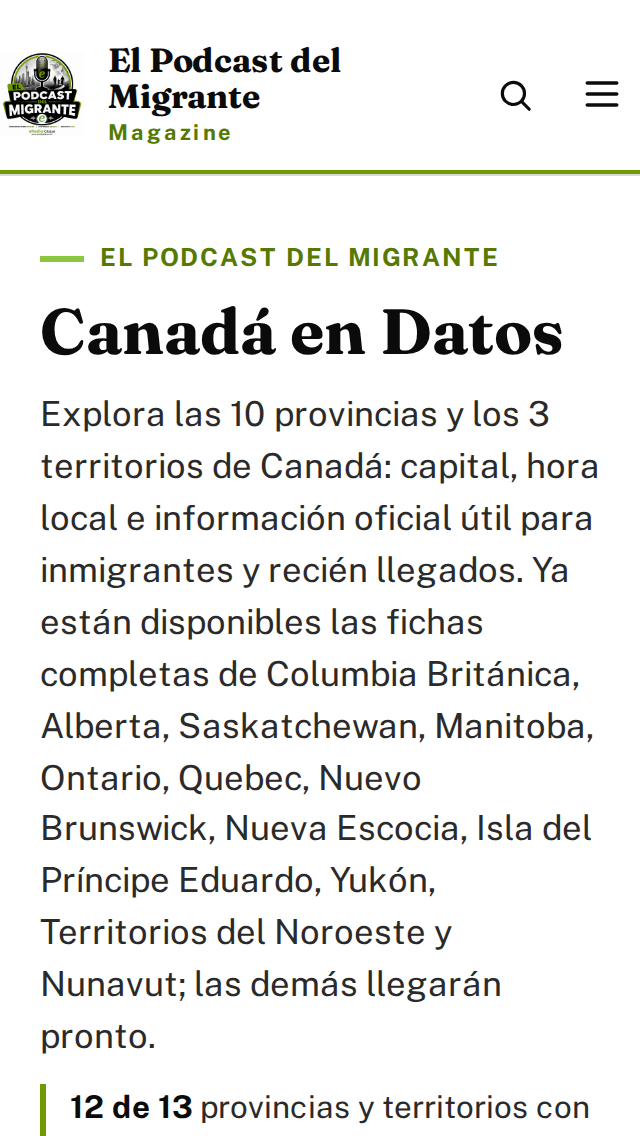 EL
PODCAST
DEL
MIGRANTE
El Podcast del
Migrante
Magazine
EL PODCAST DEL MIGRANTE
Canadá en Datos
Explora las 10 provincias y los 3
territorios de Canadá: capital, hora
local e información oficial útil para
inmigrantes y recién llegados. Ya
están disponibles las fichas
completas de Columbia Británica,
Alberta, Saskatchewan, Manitoba,
Ontario, Quebec, Nuevo
Brunswick, Nueva Escocia, Isla del
Príncipe Eduardo, Yukón,
Territorios del Noroeste y
Nunavut; las demás llegarán
pronto.
12 de 13 provincias y territorios con